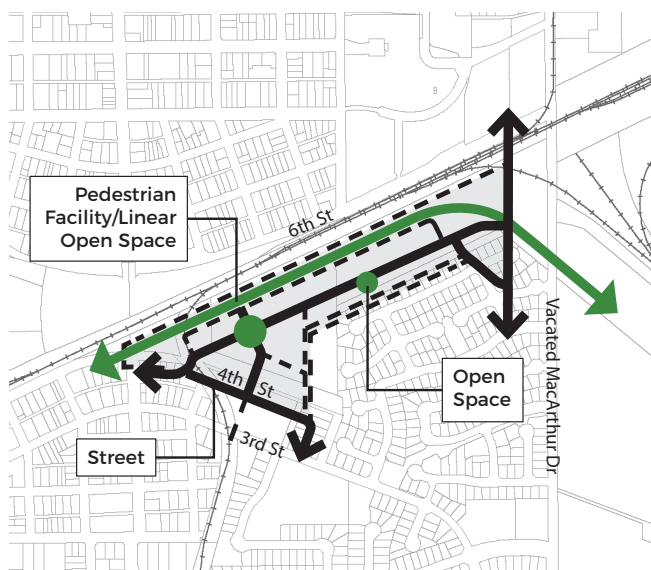 Pedestrian
Facility/Linear
Open Space
6th St
Vacated MacArthur Dr
Open
Space
4th St
Street
3rd St